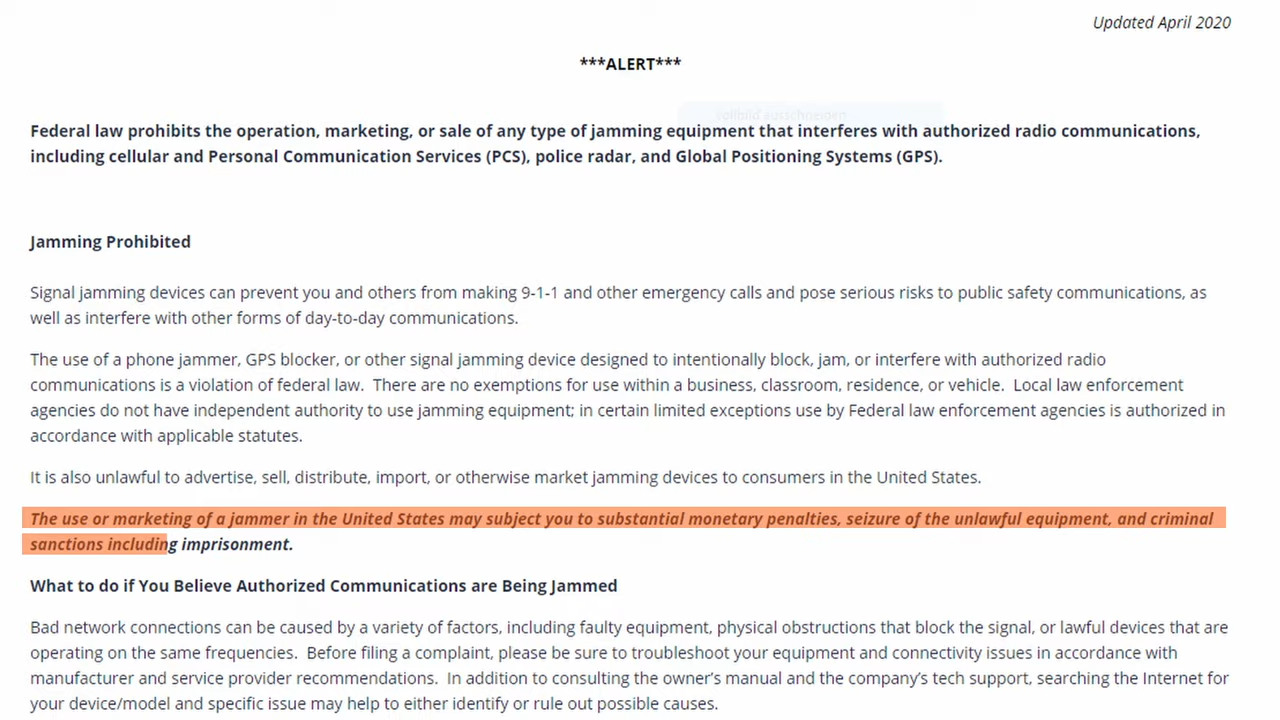 Updated April 2020
***ALERT***
Vollbild ausschneiden
Federal law prohibits the operation, marketing, or sale of any type of jamming equipment that interferes with authorized radio communications,
including cellular and Personal Communication Services (PCS), police radar, and Global Positioning Systems (GPS).
Jamming Prohibited
Signal jamming devices can prevent you and others from making 9-1-1 and other emergency calls and pose serious risks to public safety communications, as
well as interfere with other forms of day-to-day communications.
The use of a phone jammer, GPS blocker, or other signal jamming device designed to intentionally block, jam, or interfere with authorized radio
communications is a violation of federal law.  There are no exemptions for use within a business, classroom, residence, or vehicle.  Local law enforcement
agencies do not have independent authority to use jamming equipment; in certain limited exceptions use by Federal law enforcement agencies is authorized in
accordance with applicable statutes.
It is also unlawful to advertise, sell, distribute, import, or otherwise market jamming devices to consumers in the United States.
The use or marketing of a jammer in the United States may subject you to substantial monetary penalties, seizure of the unlawful equipment, and criminal
sanctions including imprisonment.
What to do if You Believe Authorized Communications are Being Jammed
Bad network connections can be caused by a variety of factors, including faulty equipment, physical obstructions that block the signal, or lawful devices that are
operating on the same frequencies.  Before filing a complaint, please be sure to troubleshoot your equipment and connectivity issues in accordance with
manufacturer and service provider recommendations.  In addition to consulting the owner's manual and the company's tech support, searching the Internet for
your device/model and specific issue may help to either identify or rule out possible causes.